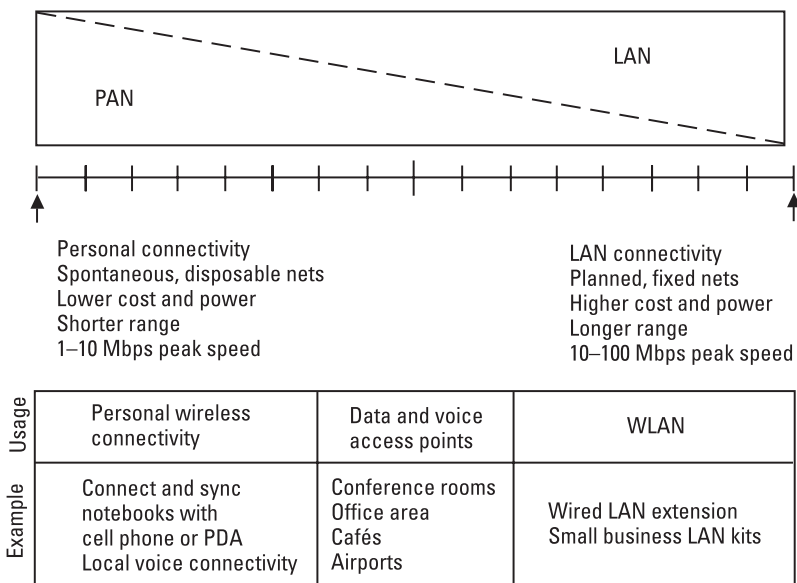 LAN
PAN
Personal connectivity
Spontaneous, disposable nets
Lower cost and power
Shorter range
1–10 Mbps peak speed
LAN connectivity
Planned, fixed nets
Higher cost and power
Longer range
10–100 Mbps peak speed
Usage
Personal wireless
connectivity
Data and voice
access points
WLAN
Example
Connect and sync
notebooks with
cell phone or PDA
Local voice connectivity
Conference rooms
Office area
Cafés
Airports
Wired LAN extension
Small business LAN kits